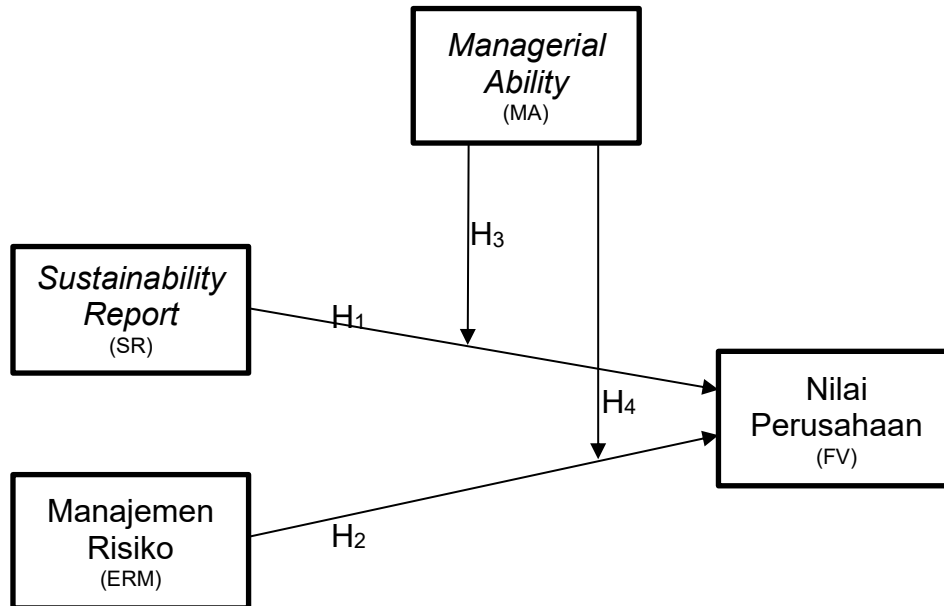 Managerial
Ability
(MA)
H3
Sustainability
Report
(SR)
H1
Nilai
Perusahaan
(FV)
H4
Manajemen
Risiko
(ERM)
H2